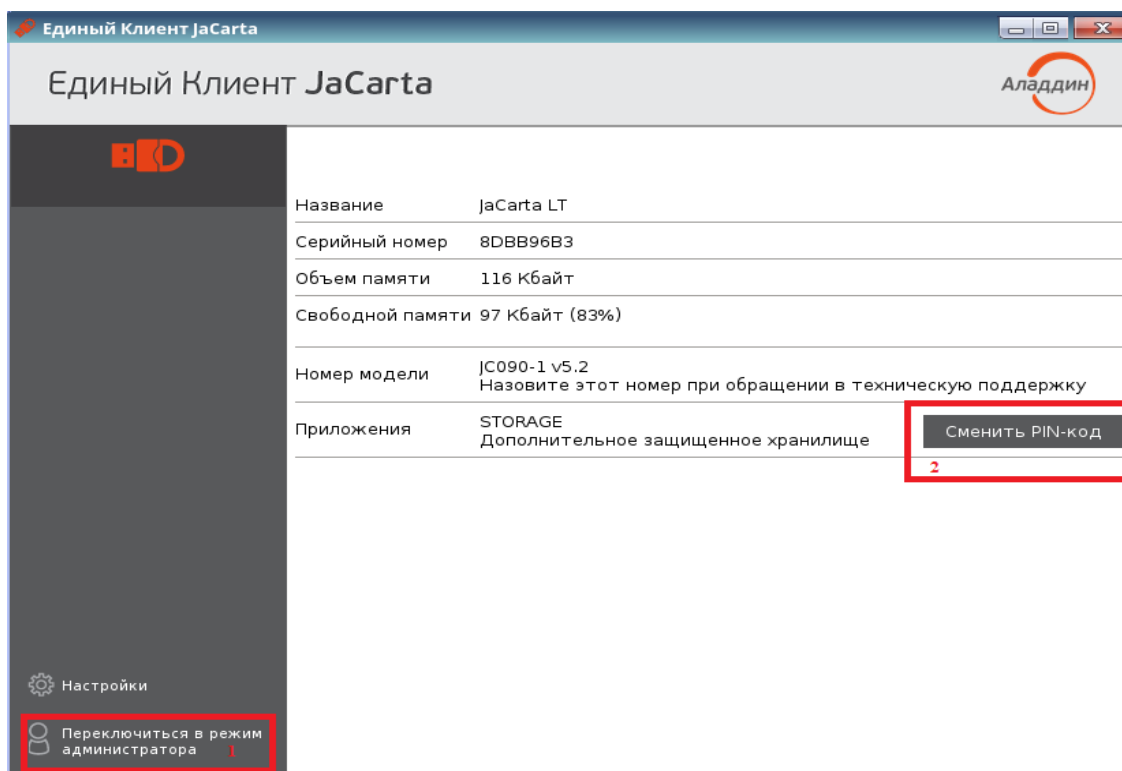 Единый Клиент JaCarta
Единый Клиент JaCarta
Аладдин
Название JaCarta LT
Серийный номер 8DBB96B3
Объем памяти 116 Кбайт
Свободной памяти 97 Кбайт (83%)
Номер модели JC090-1 v5.2
Назовите этот номер при обращении в техническую поддержку
Приложения STORAGE
Дополнительное защищенное хранилище
Сменить PIN-код
2
Настройки
Переключиться в режим
администратора 1